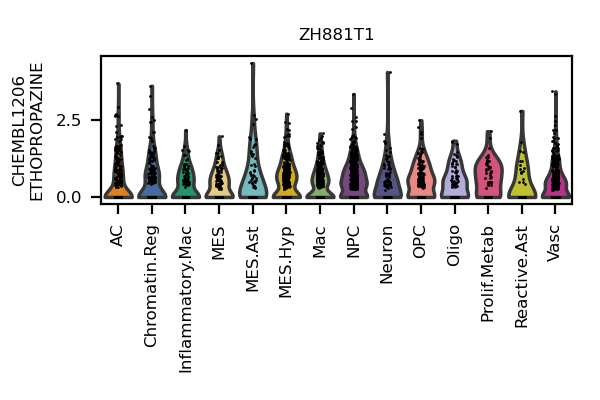 ZH881T1
CHEMBL1206
ETHOPROPAZINE
2.5
0.0
AC
Chromatin.Reg
Inflammatory.Mac
MES
MES.Ast
MES.Hyp
Mac
NPC
Neuron
OPC
Oligo
Prolif.Metab
Reactive.Ast
Vasc